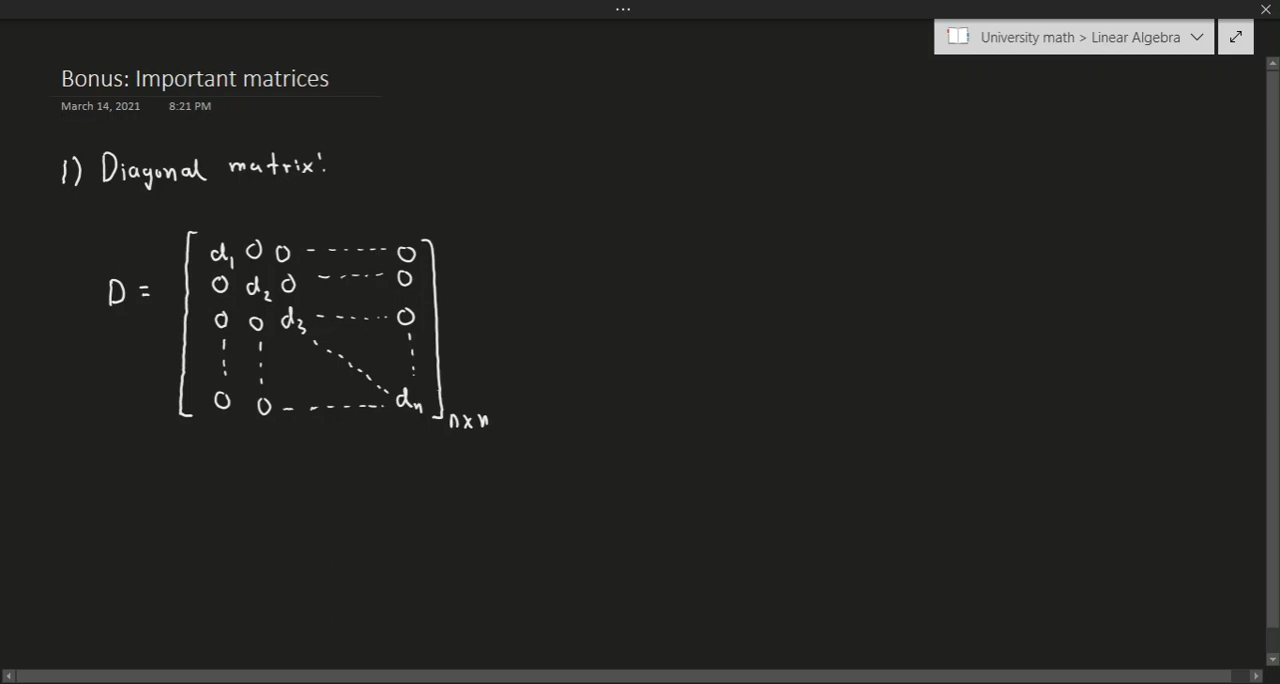 ...
University math > Linear Algebra
Bonus: Important matrices
March 14, 2021 8:21 PM
1) Diagonal matrix:
d₁ 0 0 ------ 0
0 d₂ 0 ------ 0
D =
0 0 d₃ ------ 0
0 0 ------ dₙ
n×n